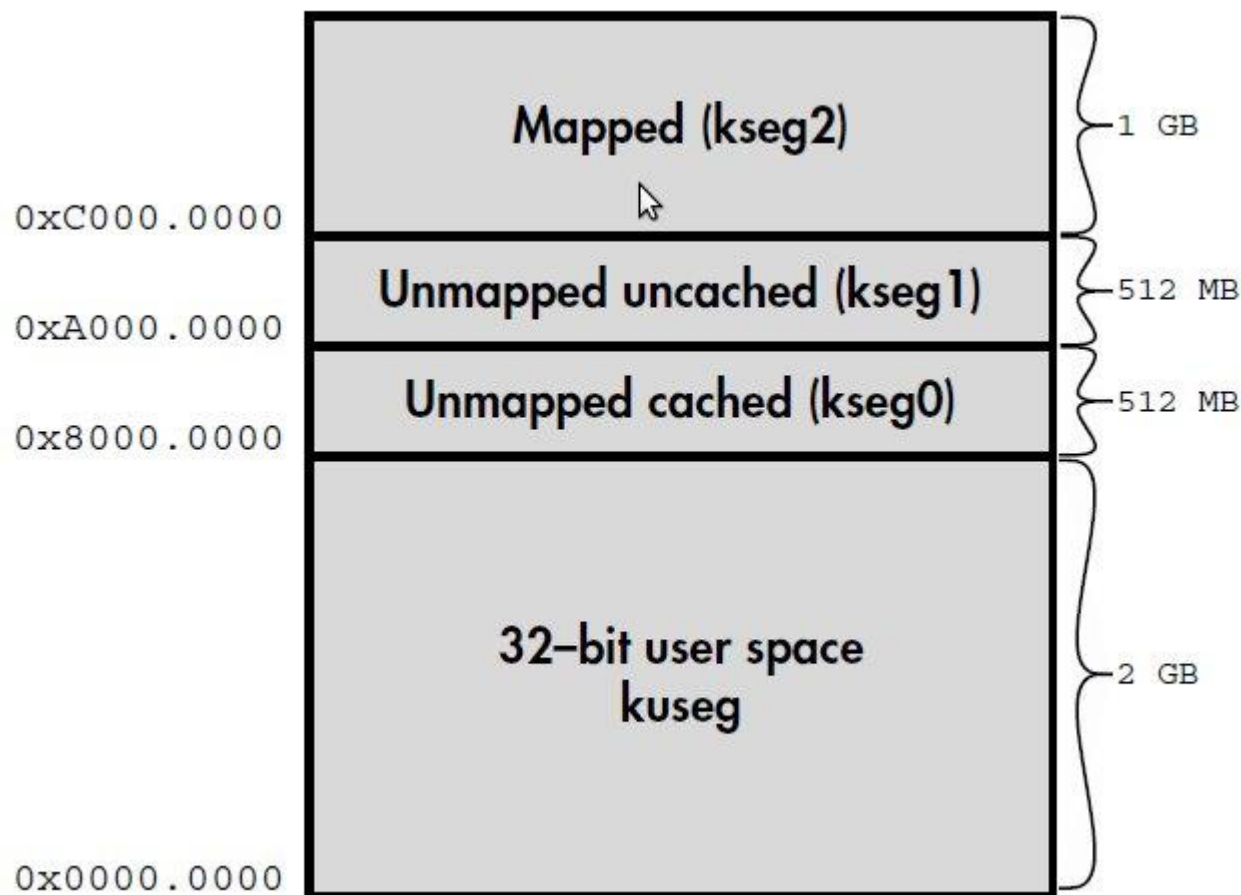 Mapped (kseg2)
1 GB
0xC000.0000
Unmapped uncached (kseg1)
512 MB
0xA000.0000
Unmapped cached (kseg0)
512 MB
0x8000.0000
32-bit user space
kuseg
2 GB
0x0000.0000